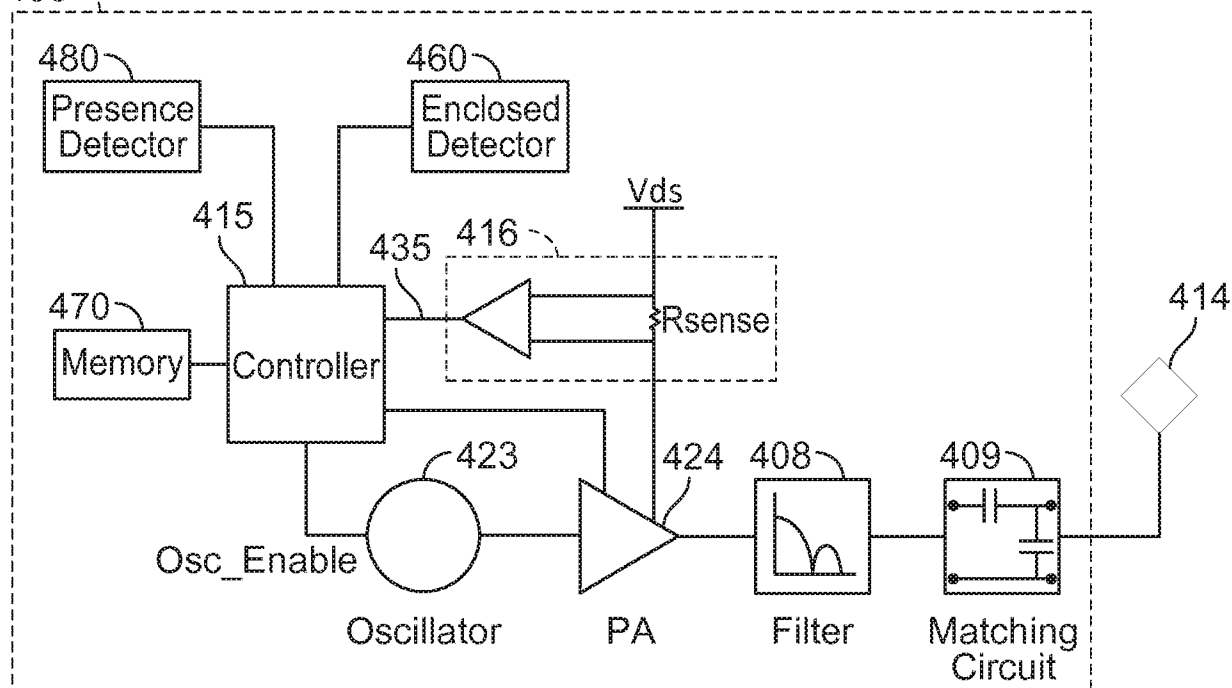 480
Presence
Detector
460
Enclosed
Detector
Vds
415
416
435
Rsense
414
470
Memory
Controller
423
424
408
409
Osc_Enable
Oscillator
PA
Filter
Matching
Circuit